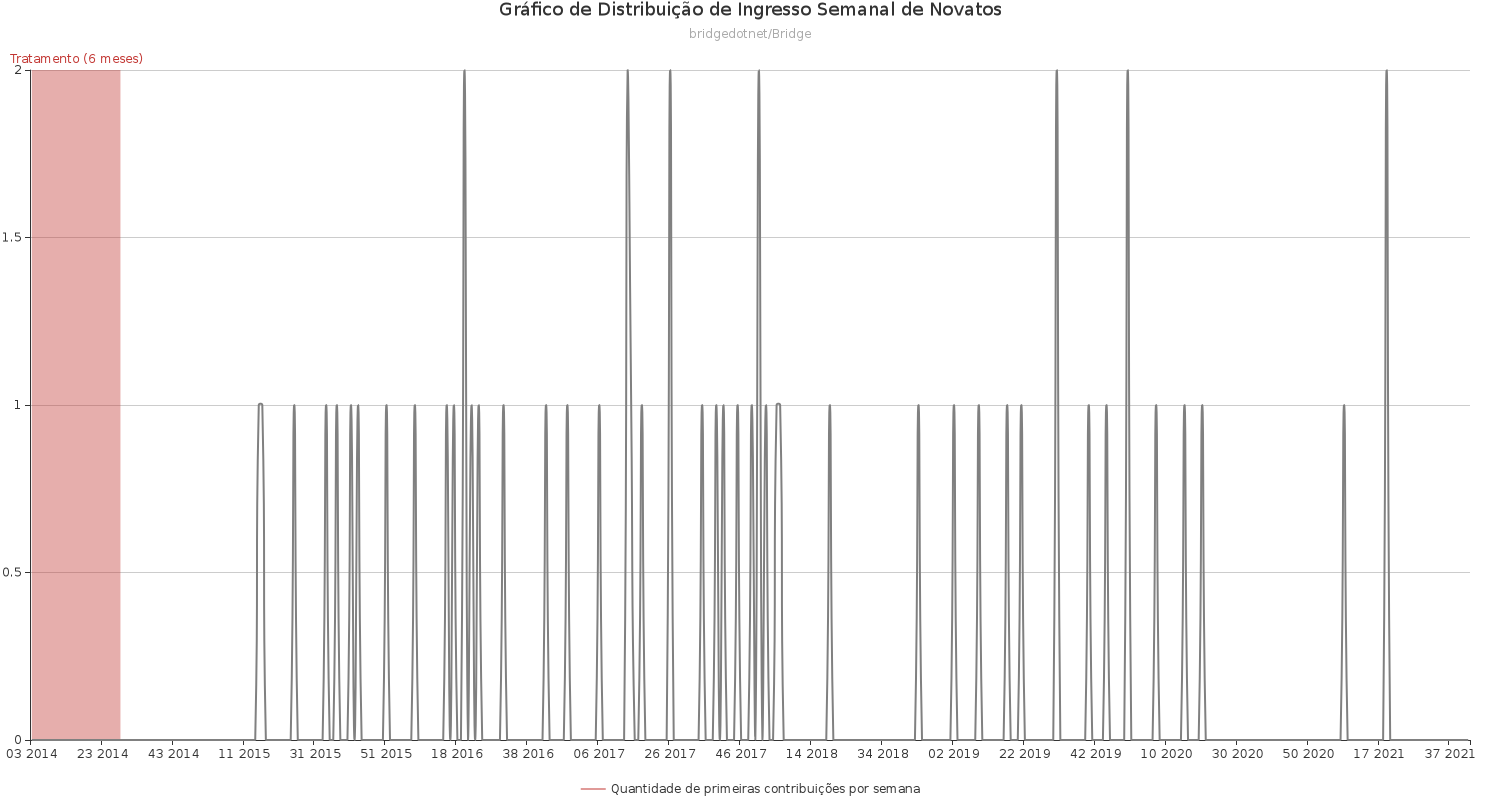 Gráfico de Distribuição de Ingresso Semanal de Novatos
bridgedotnet/Bridge
Tratamento (6 meses)
2
1.5
1
0.5
0
03 2014 23 2014 43 2014 11 2015 31 2015 51 2015 18 2016 38 2016 06 2017 26 2017 46 2017 14 2018 34 2018 02 2019 22 2019 42 2019 10 2020 30 2020 50 2020 17 2021 37 2021
Quantidade de primeiras contribuições por semana